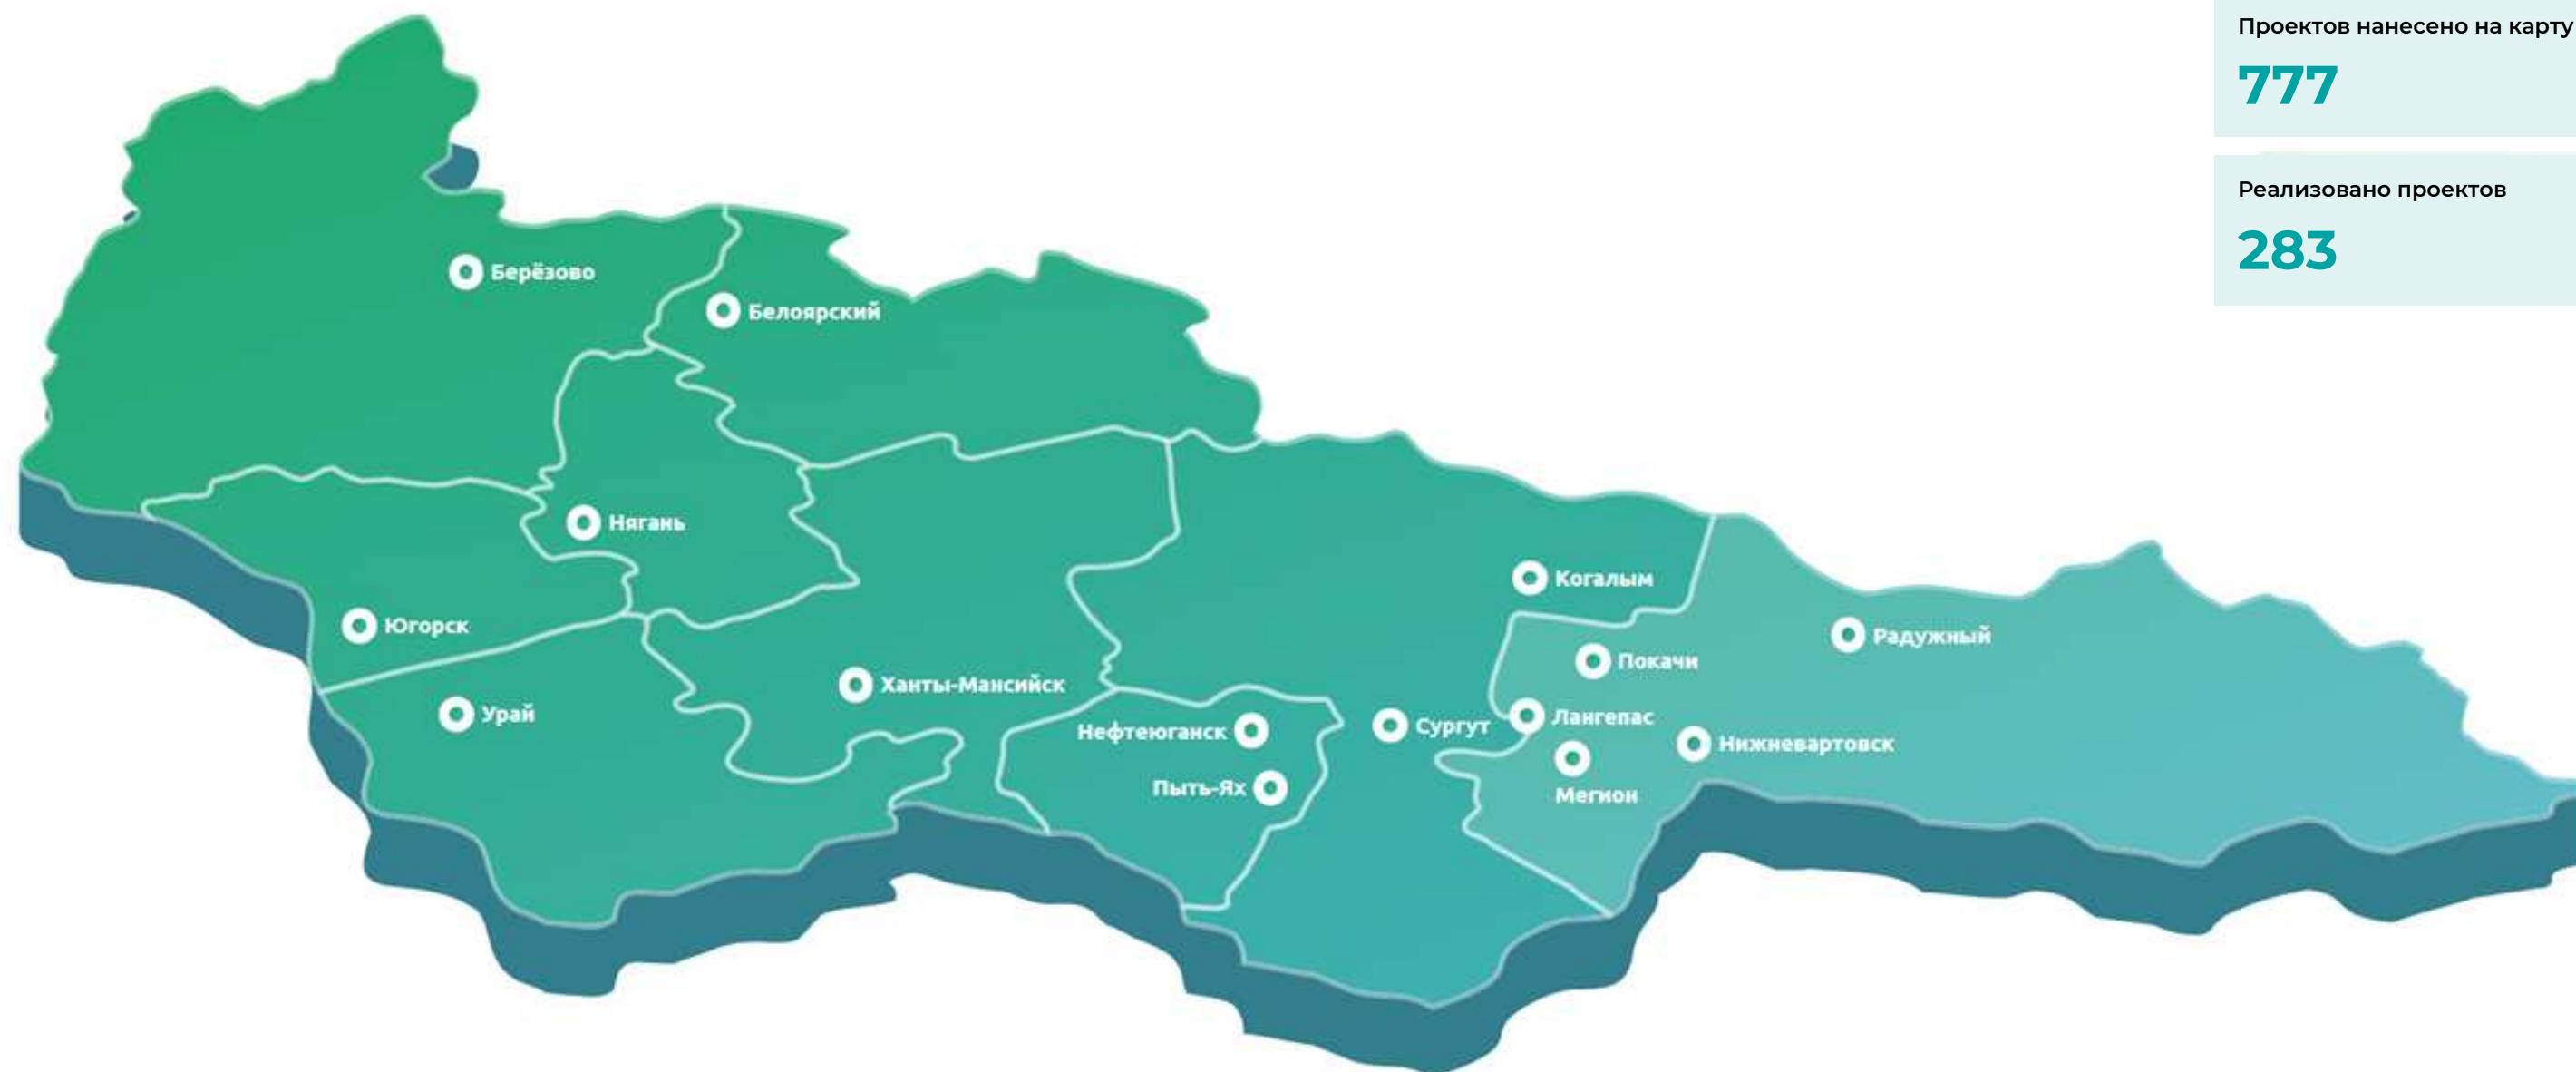 Проектов нанесено на карту
777
Реализовано проектов
283
Берёзово
Белоярский
Нягань
Когалым
Югорск
Радужный
Покачи
Ханты-Мансийск
Урай
Лангепас
Сургут
Нефтеюганск
Нижневартовск
Пыть-Ях
Мегион